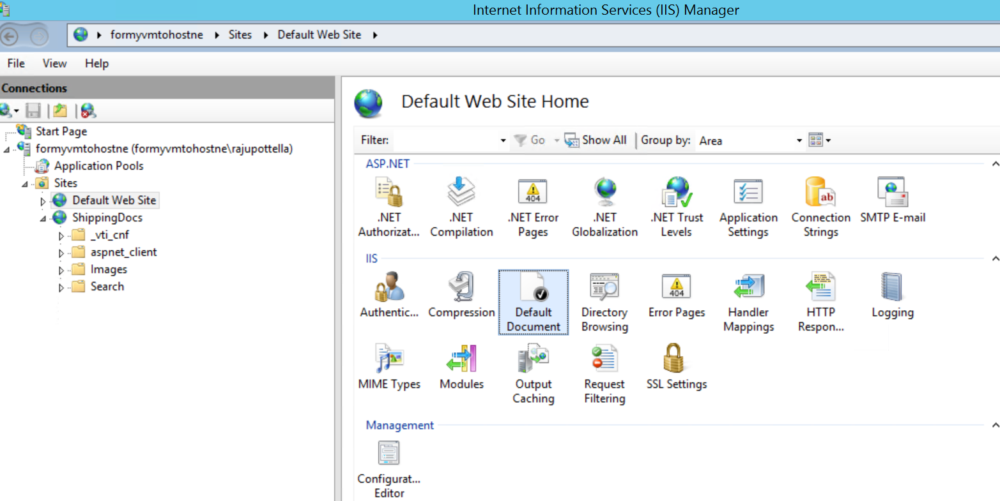 Internet Information Services (IIS) Manager
formyvmtohostne Sites Default Web Site
File View Help
Connections
Start Page
formyvmtohostne (formyvmtohostne\rajupottella)
Application Pools
Sites
Default Web Site
ShippingDocs
_vti_cnf
aspnet_client
Images
Search
Default Web Site Home
Filter: Go Show All Group by: Area
ASP.NET
.NET Authorizat...
.NET Compilation
404
.NET Error Pages
.NET Globalization
.NET Trust Levels
Application Settings
ab
Connection Strings
SMTP E-mail
IIS
Authentic...
Compression
Default Document
Directory Browsing
404
Error Pages
Handler Mappings
HTTP Respon...
Logging
MIME Types
Modules
Output Caching
Request Filtering
SSL Settings
Management
Configurat... Editor